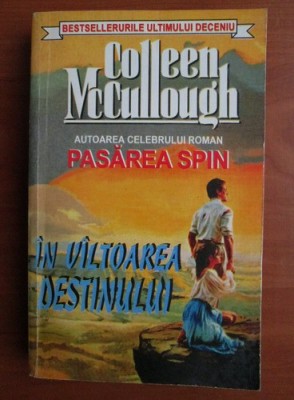 BESTSELLERURILE ULTIMULUI DECENIU
Colleen
McCullough
AUTOAREA CELEBRULUI ROMAN
PASĂREA SPIN
ÎN VÎLTOAREA
DESTINULUI